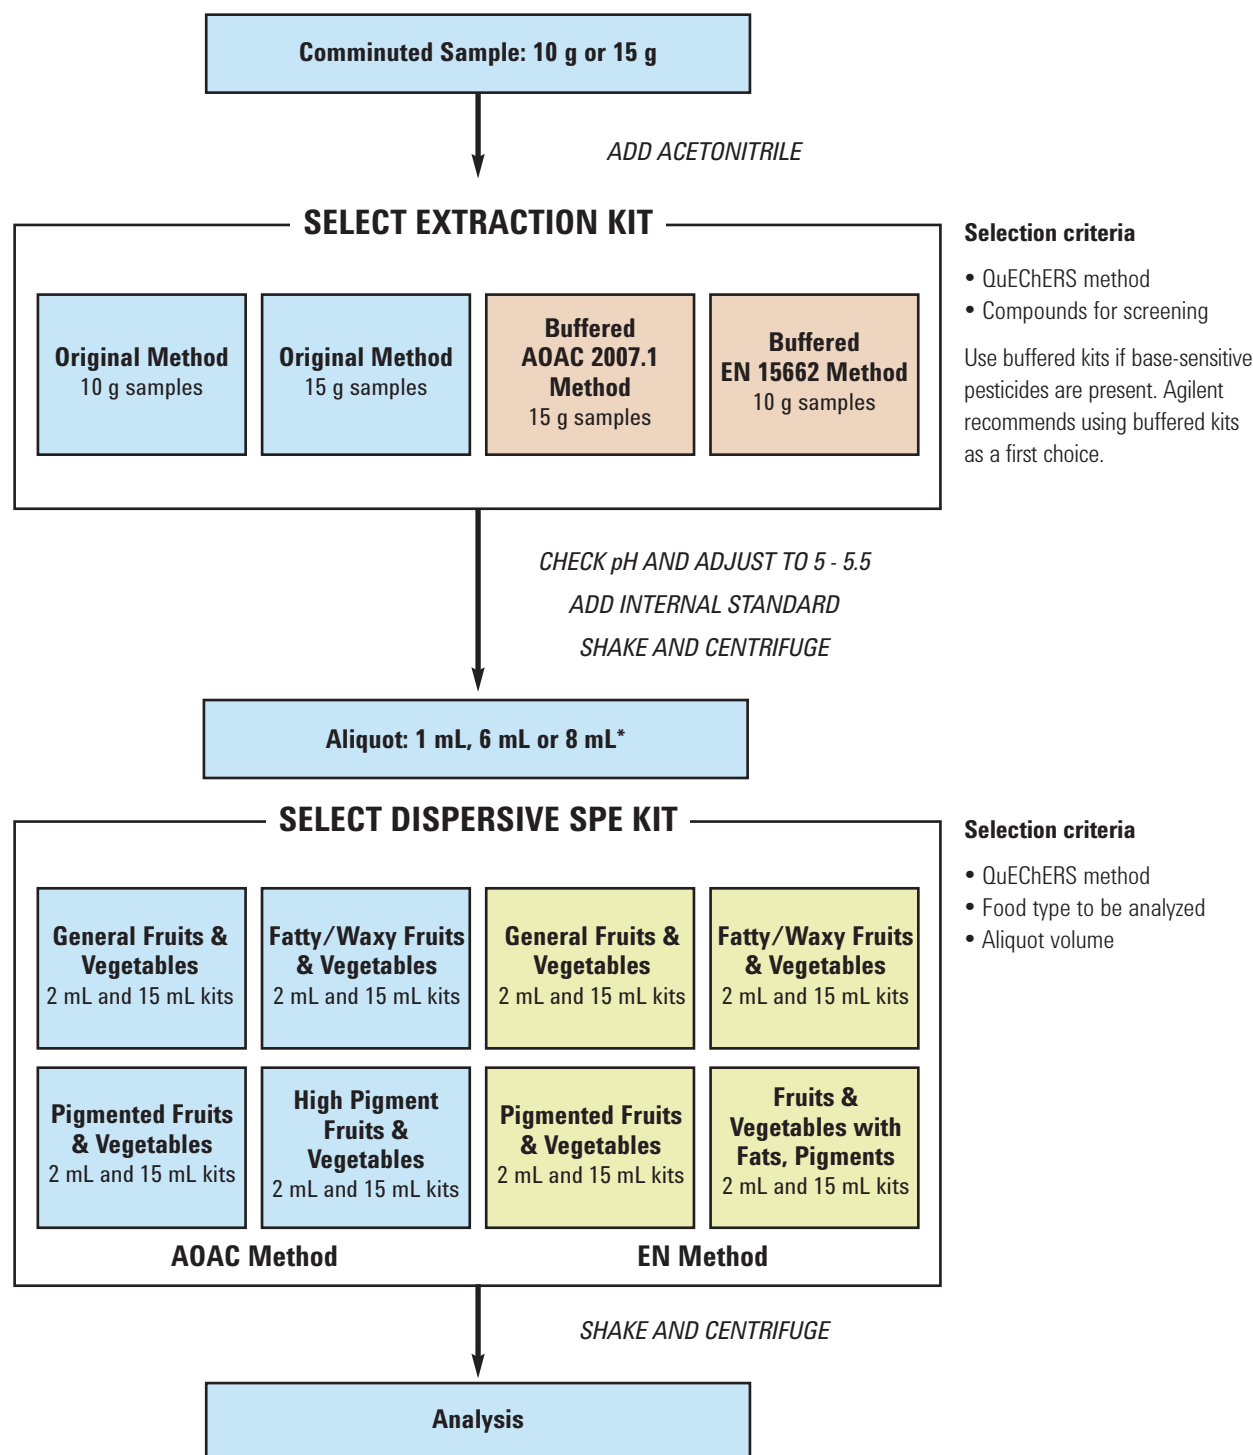 Comminuted Sample: 10 g or 15 g
ADD ACETONITRILE
SELECT EXTRACTION KIT
Original Method
10 g samples
Original Method
15 g samples
Buffered
AOAC 2007.1
Method
15 g samples
Buffered
EN 15662 Method
10 g samples
Selection criteria
• QuEChERS method
• Compounds for screening
Use buffered kits if base-sensitive
pesticides are present. Agilent
recommends using buffered kits
as a first choice.
CHECK pH AND ADJUST TO 5 - 5.5
ADD INTERNAL STANDARD
SHAKE AND CENTRIFUGE
Aliquot: 1 mL, 6 mL or 8 mL*
SELECT DISPERSIVE SPE KIT
General Fruits &
Vegetables
2 mL and 15 mL kits
Fatty/Waxy Fruits
& Vegetables
2 mL and 15 mL kits
General Fruits &
Vegetables
2 mL and 15 mL kits
Fatty/Waxy Fruits
& Vegetables
2 mL and 15 mL kits
Pigmented Fruits
& Vegetables
2 mL and 15 mL kits
High Pigment
Fruits &
Vegetables
2 mL and 15 mL kits
Pigmented Fruits
& Vegetables
2 mL and 15 mL kits
Fruits &
Vegetables with
Fats, Pigments
2 mL and 15 mL kits
AOAC Method
EN Method
Selection criteria
• QuEChERS method
• Food type to be analyzed
• Aliquot volume
SHAKE AND CENTRIFUGE
Analysis